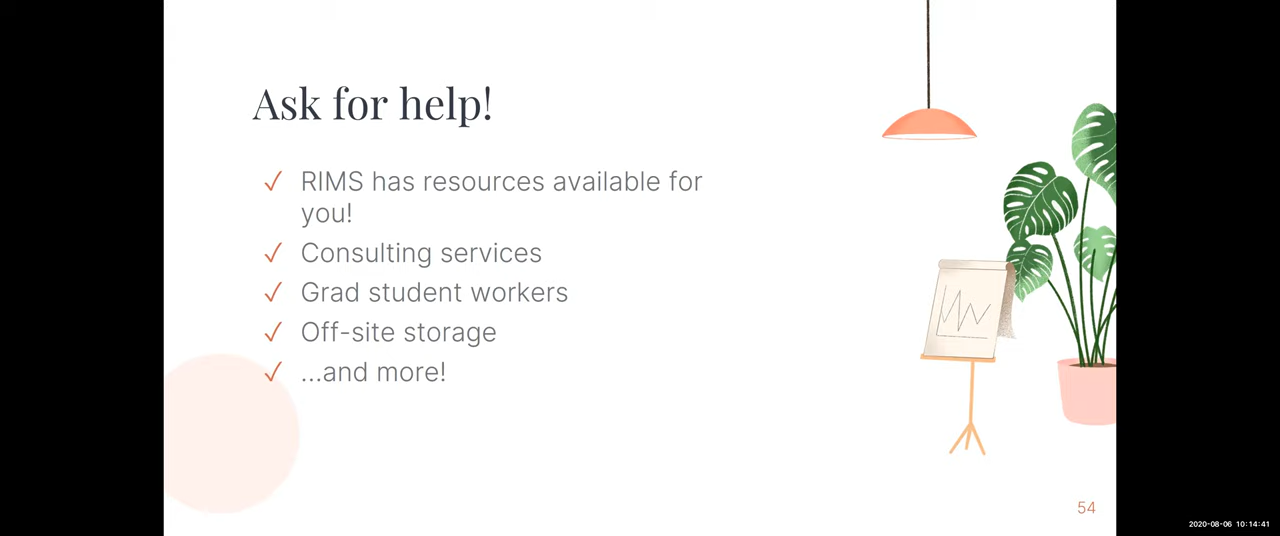 Ask for help!
✓ RIMS has resources available for
you!
✓ Consulting services
✓ Grad student workers
✓ Off-site storage
✓ ...and more!
54
2020-08-06 10:14:41